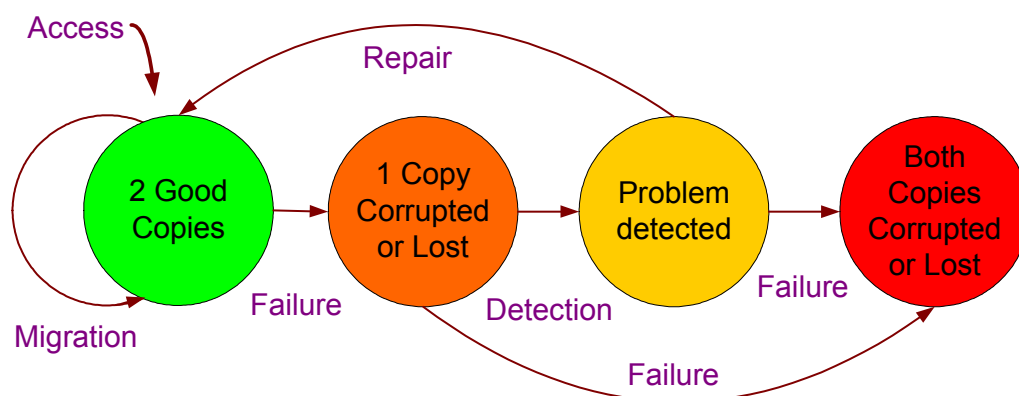 Access
Repair
2 Good
Copies
1 Copy
Corrupted
or Lost
Problem
detected
Both
Copies
Corrupted
or Lost
Failure
Detection
Failure
Migration
Failure